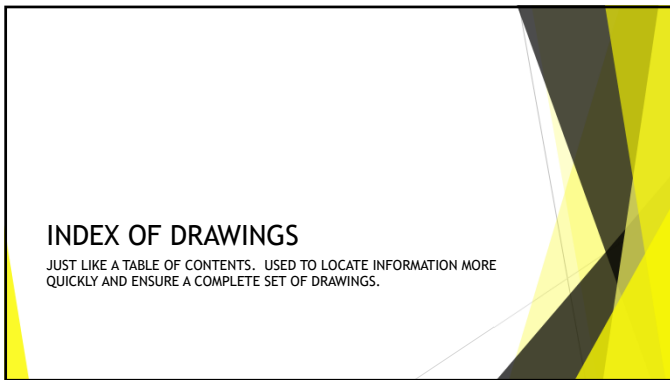 INDEX OF DRAWINGS
JUST LIKE A TABLE OF CONTENTS.  USED TO LOCATE INFORMATION MORE
QUICKLY AND ENSURE A COMPLETE SET OF DRAWINGS.